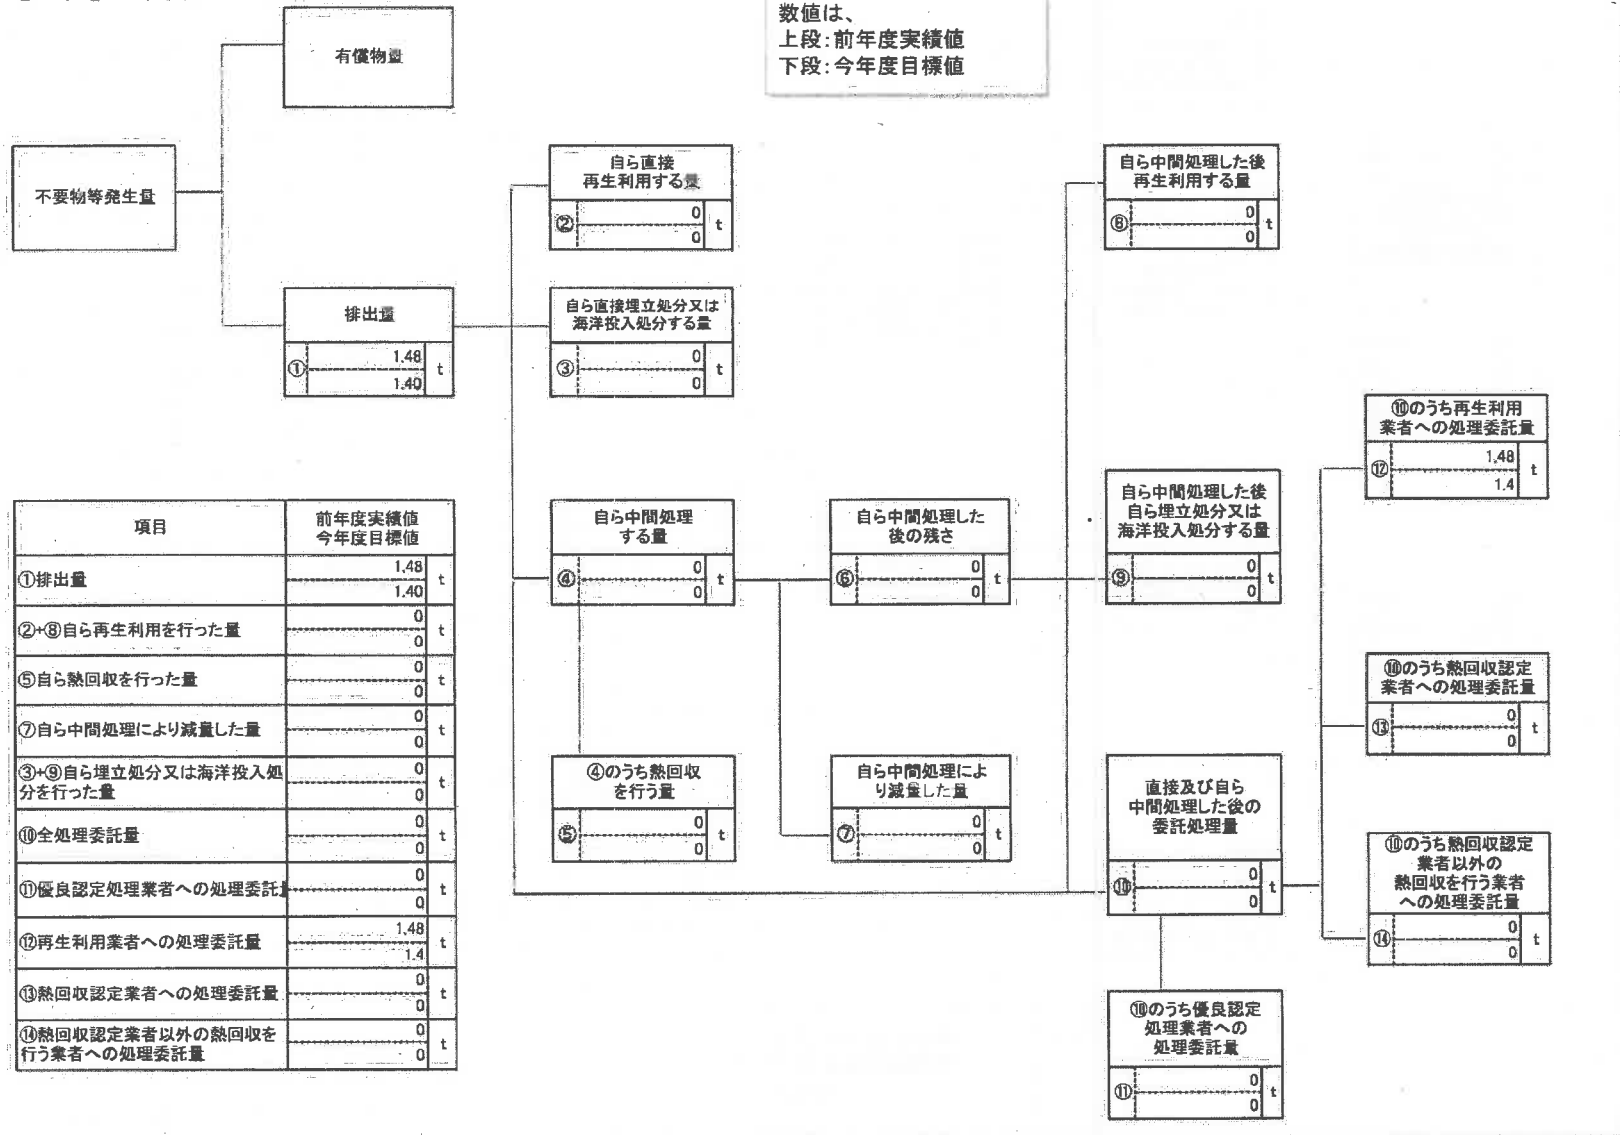 数値は、
上段:前年度実績値
下段:今年度目標値
有償物量
不要物等発生量
排出量
①
1.48
1.40
t
自ら直接
再生利用する量
②
0
0
t
自ら直接埋立処分又は
海洋投入処分する量
③
0
0
t
自ら中間処理した後
再生利用する量
⑧
0
0
t
⑩のうち再生利用
業者への処理委託量
⑫
1.48
1.4
t
自ら中間処理
する量
④
0
0
t
自ら中間処理した
後の残さ
⑥
0
0
t
自ら中間処理した後
自ら埋立処分又は
海洋投入処分する量
⑨
0
0
t
⑩のうち熱回収認定
業者への処理委託量
⑬
0
0
t
④のうち熱回収
を行う量
⑤
0
0
t
自ら中間処理によ
り減量した量
⑦
0
0
t
直接及び自ら
中間処理した後の
委託処理量
⑩
0
0
t
⑩のうち熱回収認定
業者以外の
熱回収を行う業者
への処理委託量
⑭
0
0
t
⑩のうち優良認定
処理業者への
処理委託量
⑪
0
0
t
項目
前年度実績値
今年度目標値
①排出量
1.48
1.40
t
②+⑧自ら再生利用を行った量
0
0
t
⑤自ら熱回収を行った量
0
0
t
⑦自ら中間処理により減量した量
0
0
t
③+⑨自ら埋立処分又は海洋投入処
分を行った量
0
0
t
⑩全処理委託量
0
0
t
⑪優良認定処理業者への処理委託
0
0
t
⑫再生利用業者への処理委託量
1.48
1.4
t
⑬熱回収認定業者への処理委託量
0
0
t
⑭熱回収認定業者以外の熱回収を
行う業者への処理委託量
0
0
t